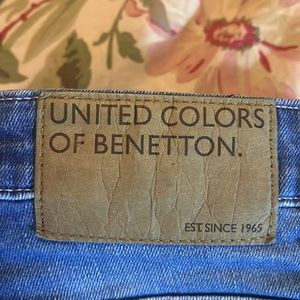 UNITED COLORS
OF BENETTON.
EST. SINCE 1965